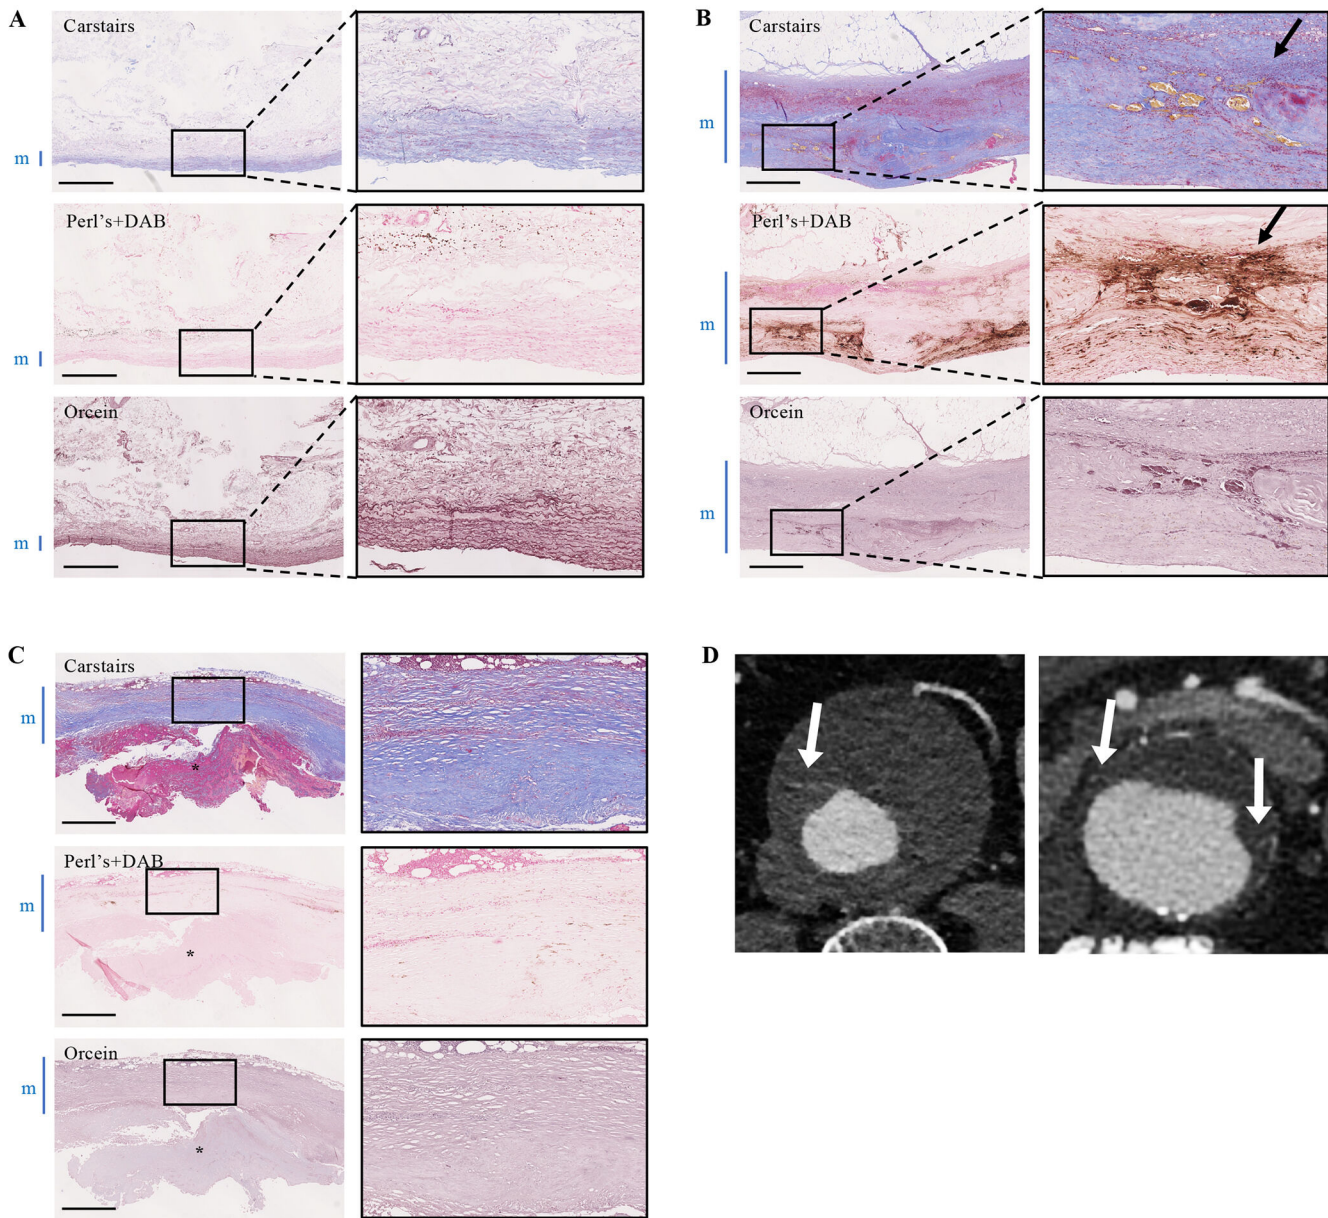 A
Carstairs
m
Perl's+DAB
m
Orcein
m
B
Carstairs
m
Perl's+DAB
m
Orcein
m
C
Carstairs
m
*
Perl's+DAB
m
*
Orcein
m
*
D